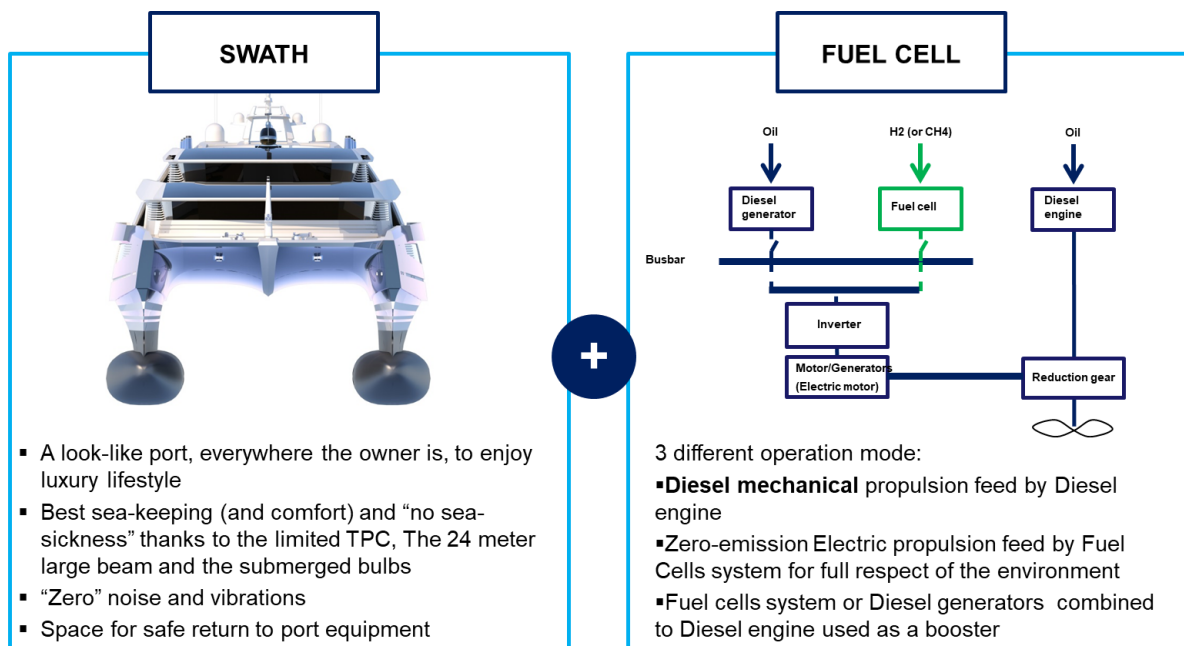 SWATH
▪ A look-like port, everywhere the owner is, to enjoy
luxury lifestyle
▪ Best sea-keeping (and comfort) and “no sea-
sickness” thanks to the limited TPC, The 24 meter
large beam and the submerged bulbs
▪ “Zero” noise and vibrations
▪ Space for safe return to port equipment
+
FUEL CELL
Oil
H2 (or CH4)
Oil
Diesel
generator
Fuel cell
Diesel
engine
Busbar
Inverter
Motor/Generators
(Electric motor)
Reduction gear
3 different operation mode:
▪Diesel mechanical propulsion feed by Diesel
engine
▪Zero-emission Electric propulsion feed by Fuel
Cells system for full respect of the environment
▪Fuel cells system or Diesel generators combined
to Diesel engine used as a booster